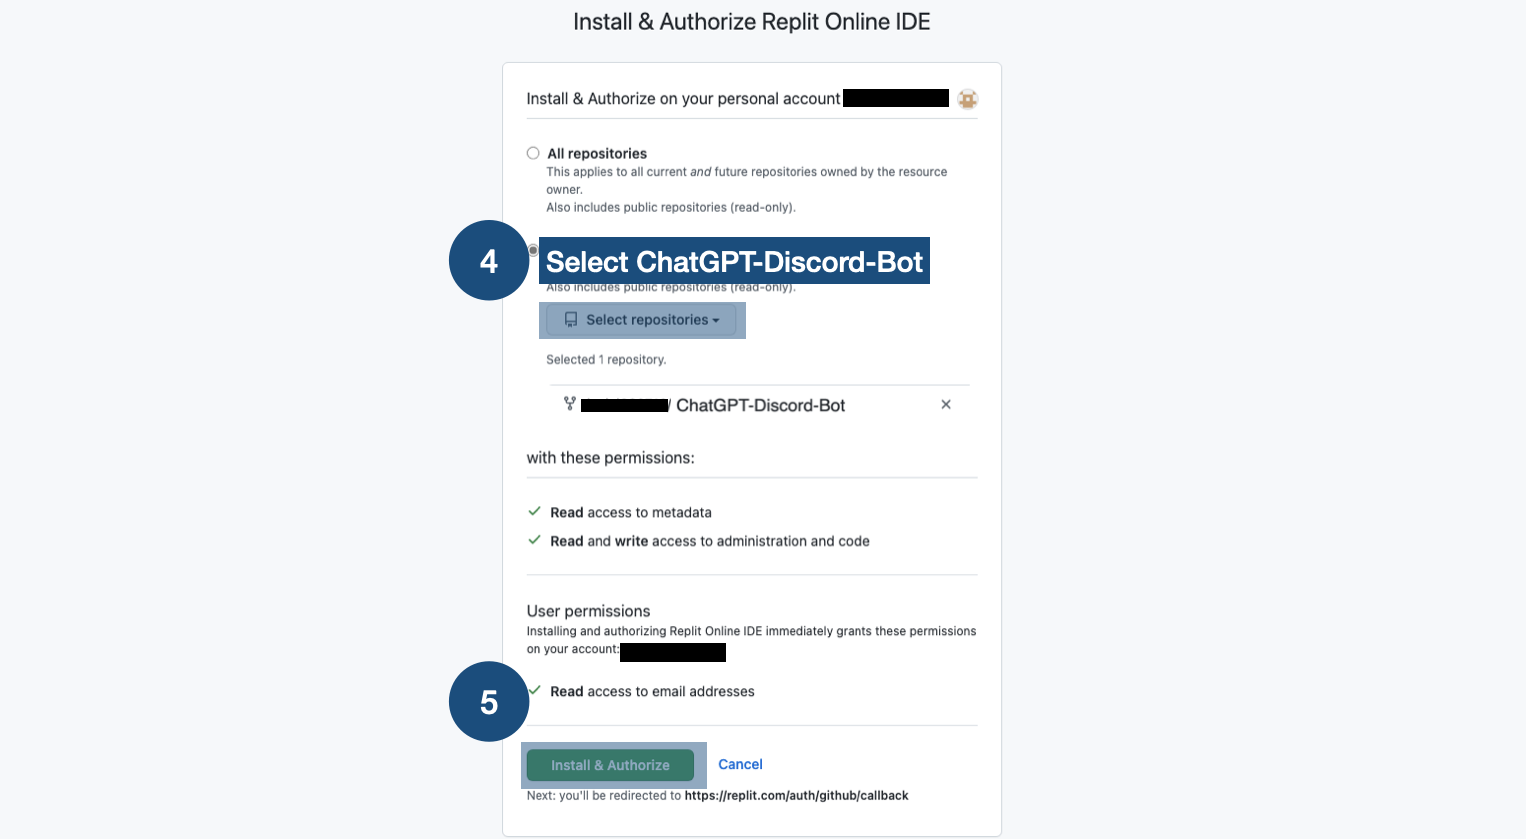 Install & Authorize Replit Online IDE
Install & Authorize on your personal account
All repositories
This applies to all current and future repositories owned by the resource
owner.
Also includes public repositories (read-only).
4
Select ChatGPT-Discord-Bot
Also includes public repositories (read-only).
Select repositories
Selected 1 repository.
/ ChatGPT-Discord-Bot
with these permissions:
Read access to metadata
Read and write access to administration and code
User permissions
Installing and authorizing Replit Online IDE immediately grants these permissions
on your account:
5
Read access to email addresses
Install & Authorize
Cancel
Next: you'll be redirected to https://replit.com/auth/github/callback